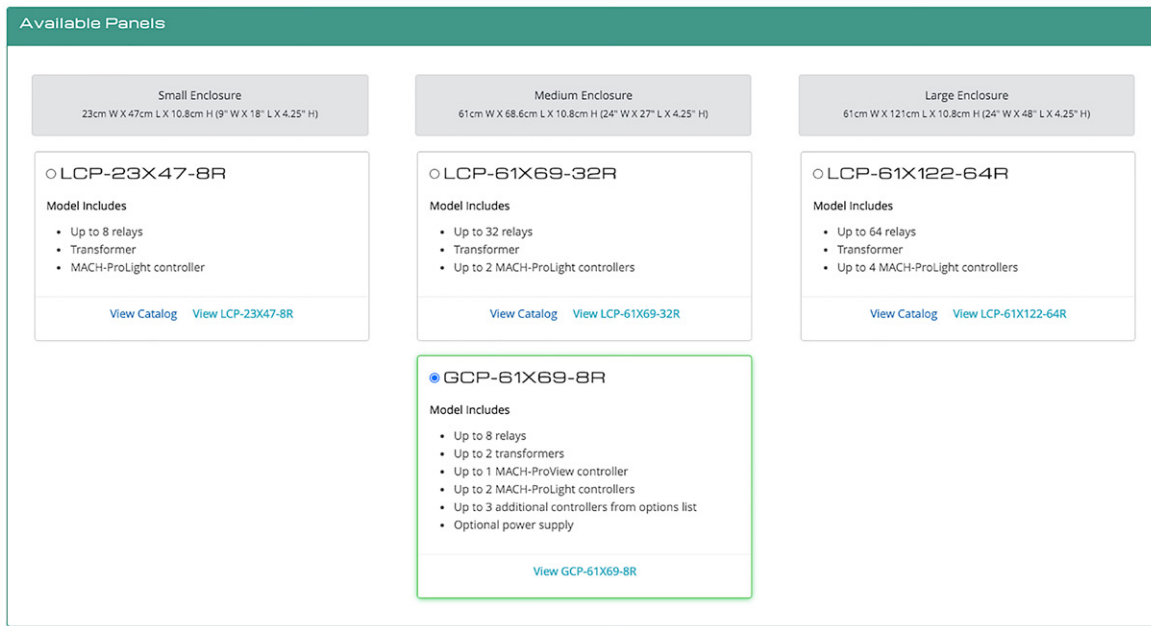 Available Panels
Small Enclosure
23cm W X 47cm L X 10.8cm H (9" W X 18" L X 4.25" H)
LCP-23X47-8R
Model Includes
Up to 8 relays
Transformer
MACH-ProLight controller
View Catalog View LCP-23X47-8R
Medium Enclosure
61cm W X 68.6cm L X 10.8cm H (24" W X 27" L X 4.25" H)
LCP-61X69-32R
Model Includes
Up to 32 relays
Transformer
Up to 2 MACH-ProLight controllers
View Catalog View LCP-61X69-32R
GCP-61X69-8R
Model Includes
Up to 8 relays
Up to 2 transformers
Up to 1 MACH-ProView controller
Up to 2 MACH-ProLight controllers
Up to 3 additional controllers from options list
Optional power supply
View GCP-61X69-8R
Large Enclosure
61cm W X 121cm L X 10.8cm H (24" W X 48" L X 4.25" H)
LCP-61X122-64R
Model Includes
Up to 64 relays
Transformer
Up to 4 MACH-ProLight controllers
View Catalog View LCP-61X122-64R